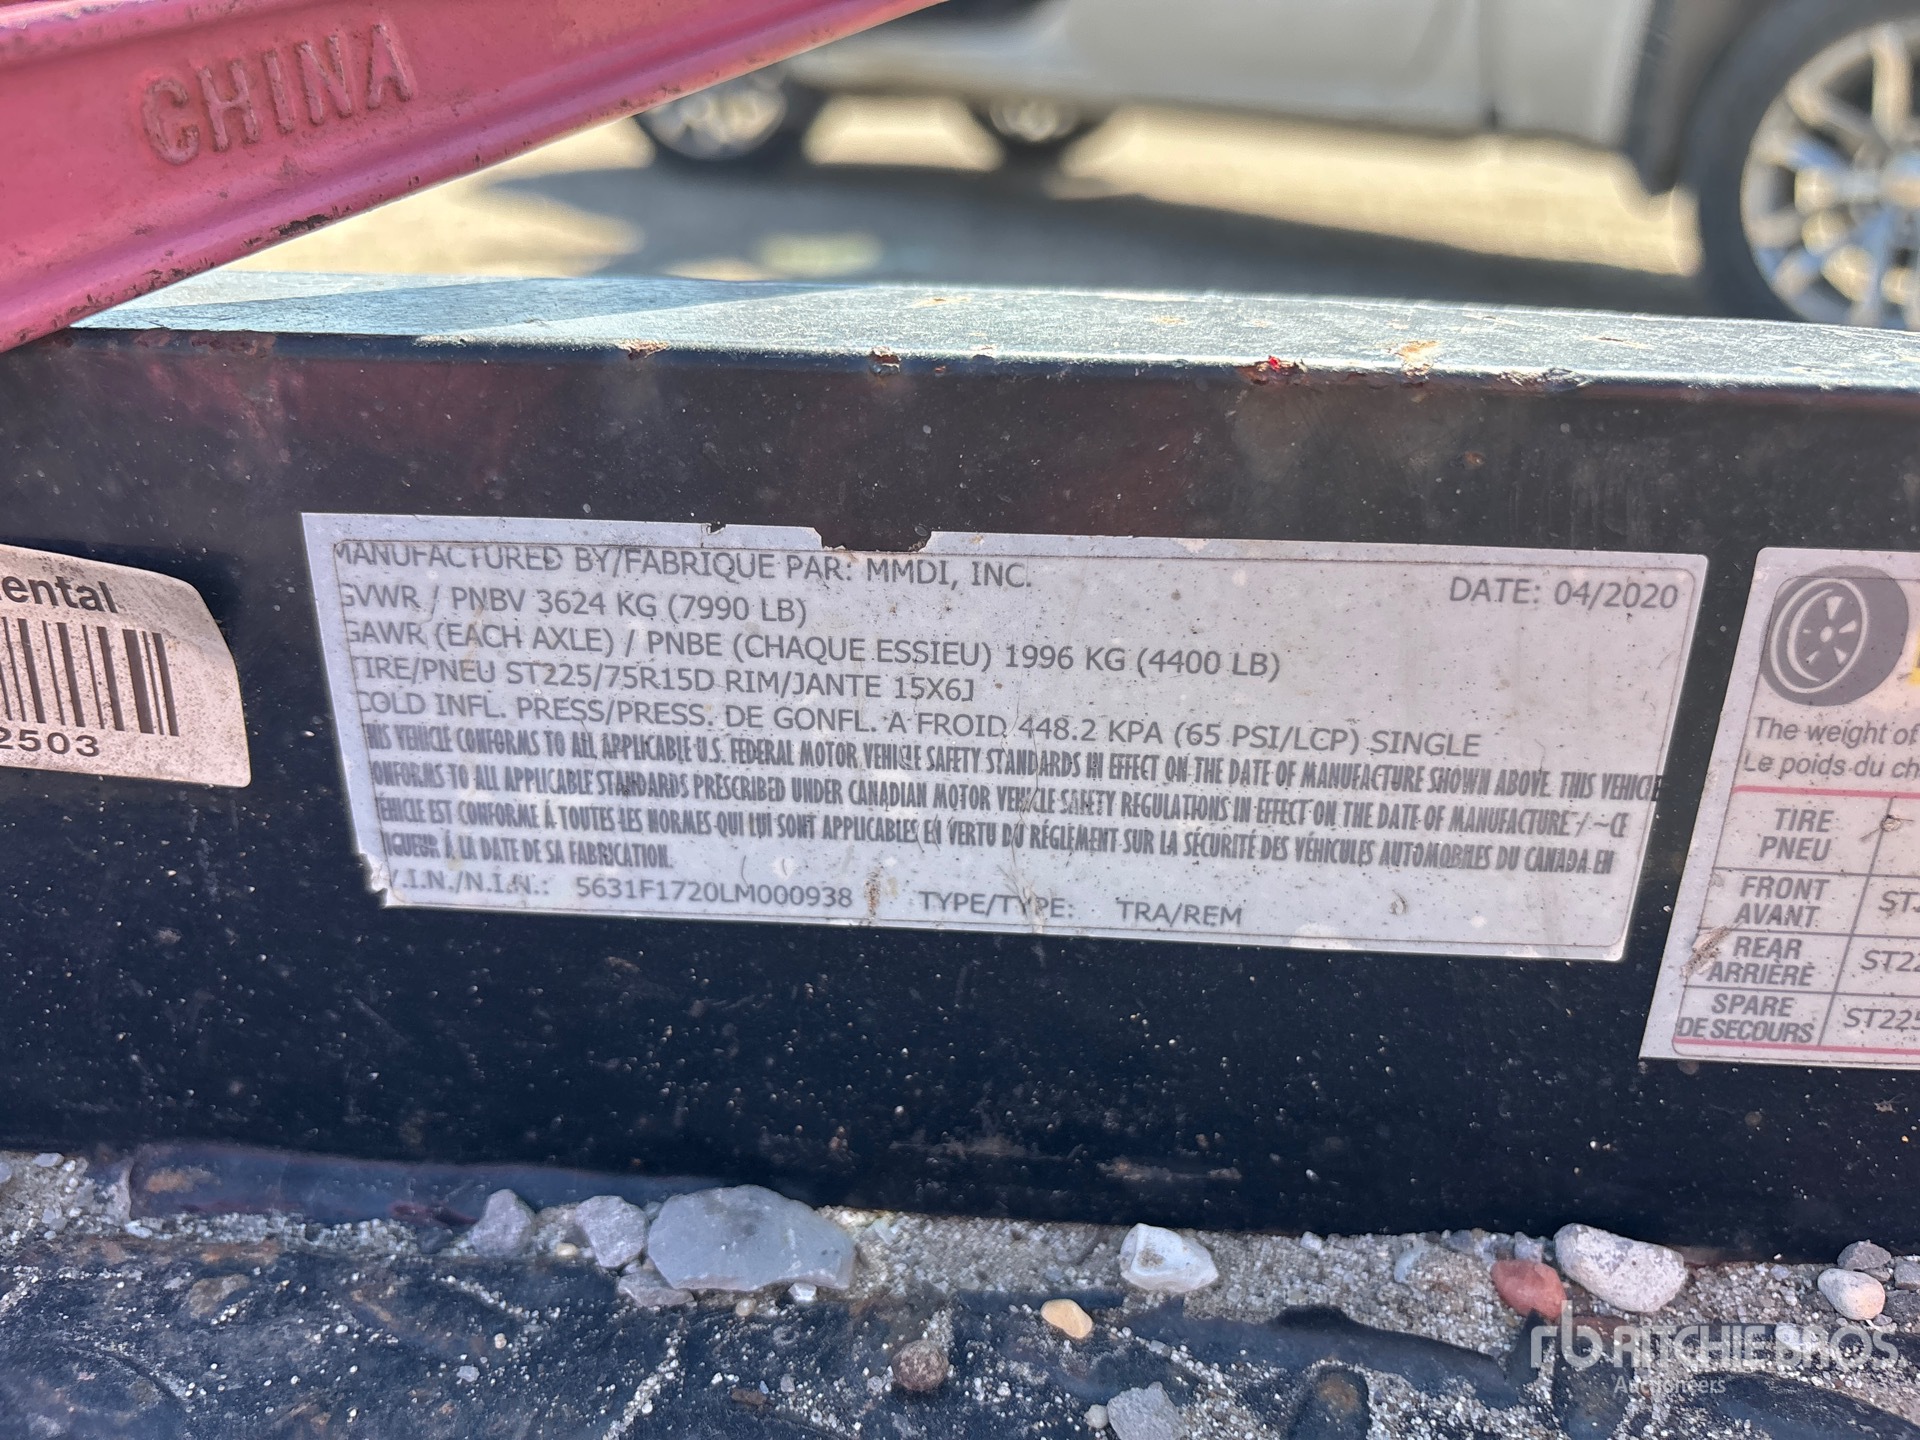 CHINA
ental
2503
MANUFACTURED BY/FABRIQUE PAR: MMDI, INC.
DATE: 04/2020
GVWR / PNBV 3624 KG (7990 LB)
GAWR (EACH AXLE) / PNBE (CHAQUE ESSIEU) 1996 KG (4400 LB)
TIRE/PNEU ST225/75R15D RIM/JANTE 15X6J
COLD INFL. PRESS/PRESS. DE GONFL. A FROID 448.2 KPA (65 PSI/LCP) SINGLE
THIS VEHICLE CONFORMS TO ALL APPLICABLE U.S. FEDERAL MOTOR VEHICLE SAFETY STANDARDS IN EFFECT ON THE DATE OF MANUFACTURE SHOWN ABOVE. THIS VEHICLE
CONFORMS TO ALL APPLICABLE STANDARDS PRESCRIBED UNDER CANADIAN MOTOR VEHICLE SAFETY REGULATIONS IN EFFECT ON THE DATE OF MANUFACTURE / ~CE
VEHICLE EST CONFORME À TOUTES LES NORMES QUI LUI SONT APPLICABLES EN VERTU DU RÉGLEMENT SUR LA SÉCURITÉ DES VÉHICULES AUTOMOBILES DU CANADA EN
VIGUEUR À LA DATE DE SA FABRICATION.
V.I.N./N.I.N.: 5631F1720LM000938 TYPE/TYPE: TRA/REM
The weight of
Le poids du ch
TIRE
PNEU
FRONT
AVANT
ST
REAR
ARRIÈRE
ST22
SPARE
DE SECOURS
ST225
rb RITCHIE BROS.
Auctioneers